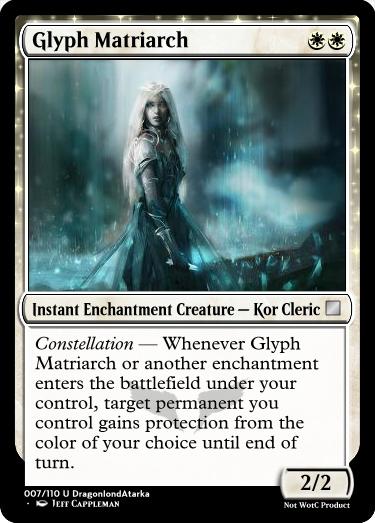 Glyph Matriarch
Instant Enchantment Creature — Kor Cleric
Constellation — Whenever Glyph
Matriarch or another enchantment
enters the battlefield under your
control, target permanent you
control gains protection from the
color of your choice until end of
turn.
2/2
007/110 U DragonlondAtarka
· Jeff Cappleman
Not WotC Product